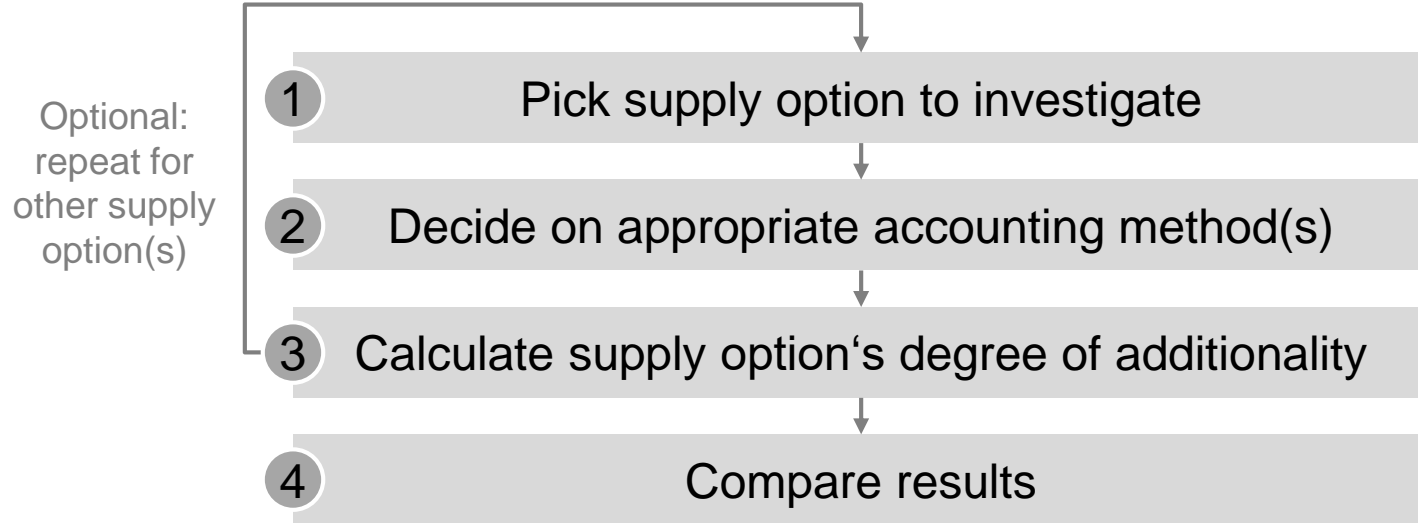 1 Pick supply option to investigate
Optional:
repeat for
other supply
option(s)
2 Decide on appropriate accounting method(s)
3 Calculate supply option‘s degree of additionality
4 Compare results